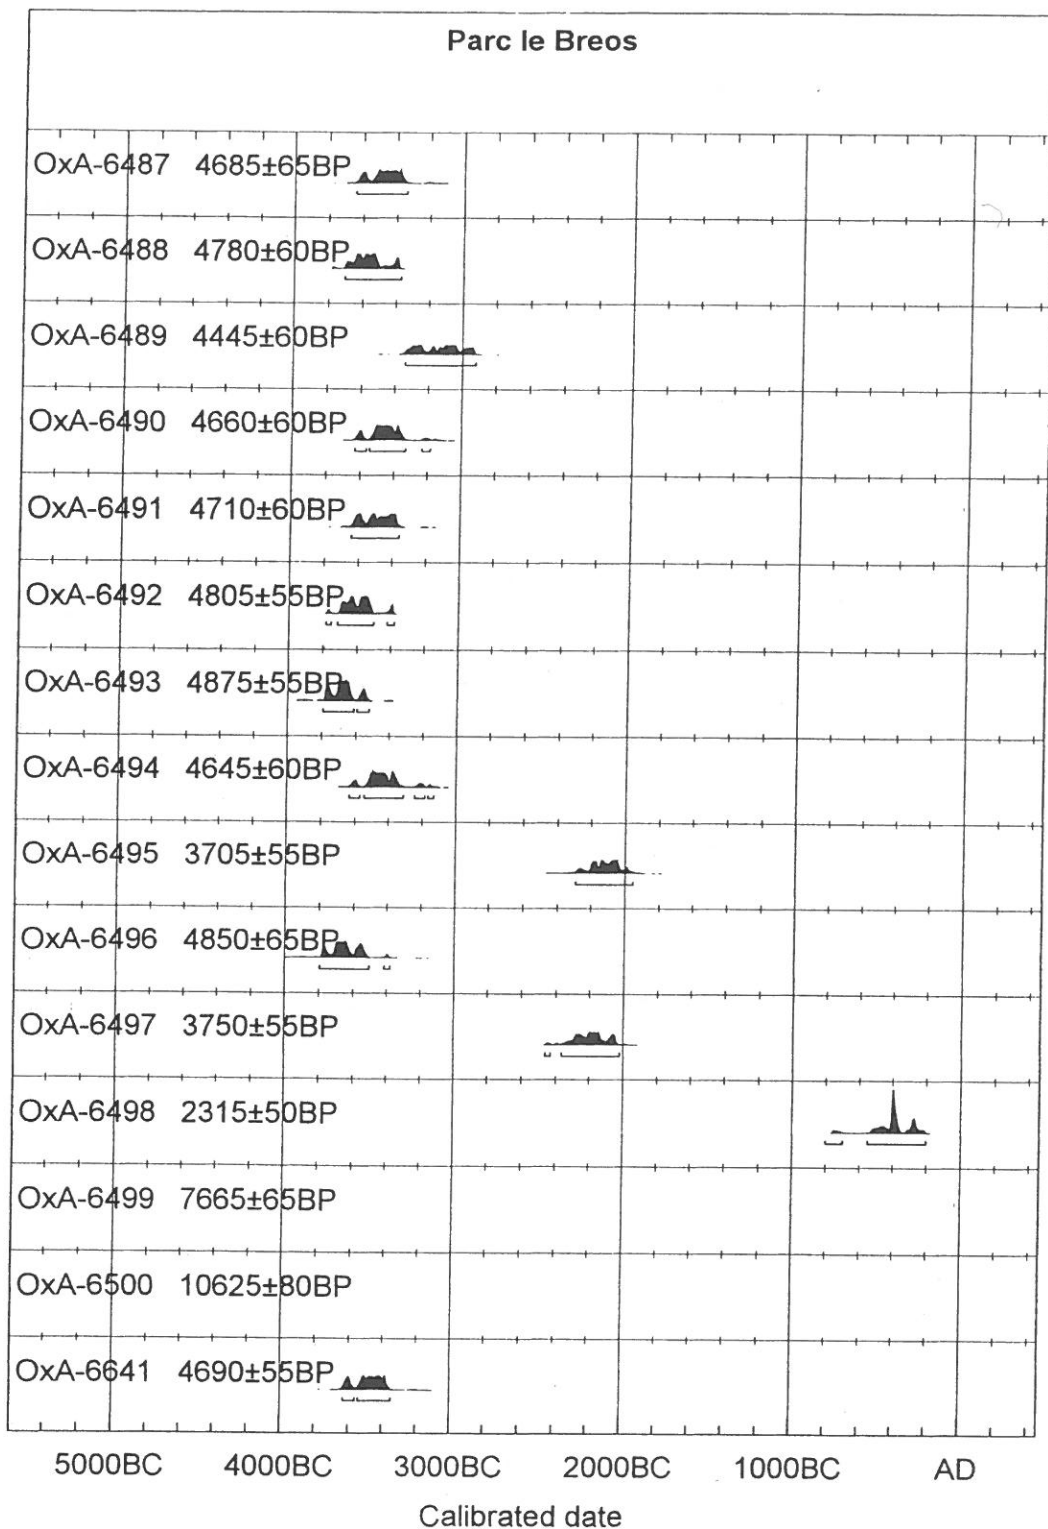 Parc le Breos
OxA-6487 4685±65BP
OxA-6488 4780±60BP
OxA-6489 4445±60BP
OxA-6490 4660±60BP
OxA-6491 4710±60BP
OxA-6492 4805±55BP
OxA-6493 4875±55BP
OxA-6494 4645±60BP
OxA-6495 3705±55BP
OxA-6496 4850±65BP
OxA-6497 3750±55BP
OxA-6498 2315±50BP
OxA-6499 7665±65BP
OxA-6500 10625±80BP
OxA-6641 4690±55BP
5000BC 4000BC 3000BC 2000BC 1000BC AD
Calibrated date